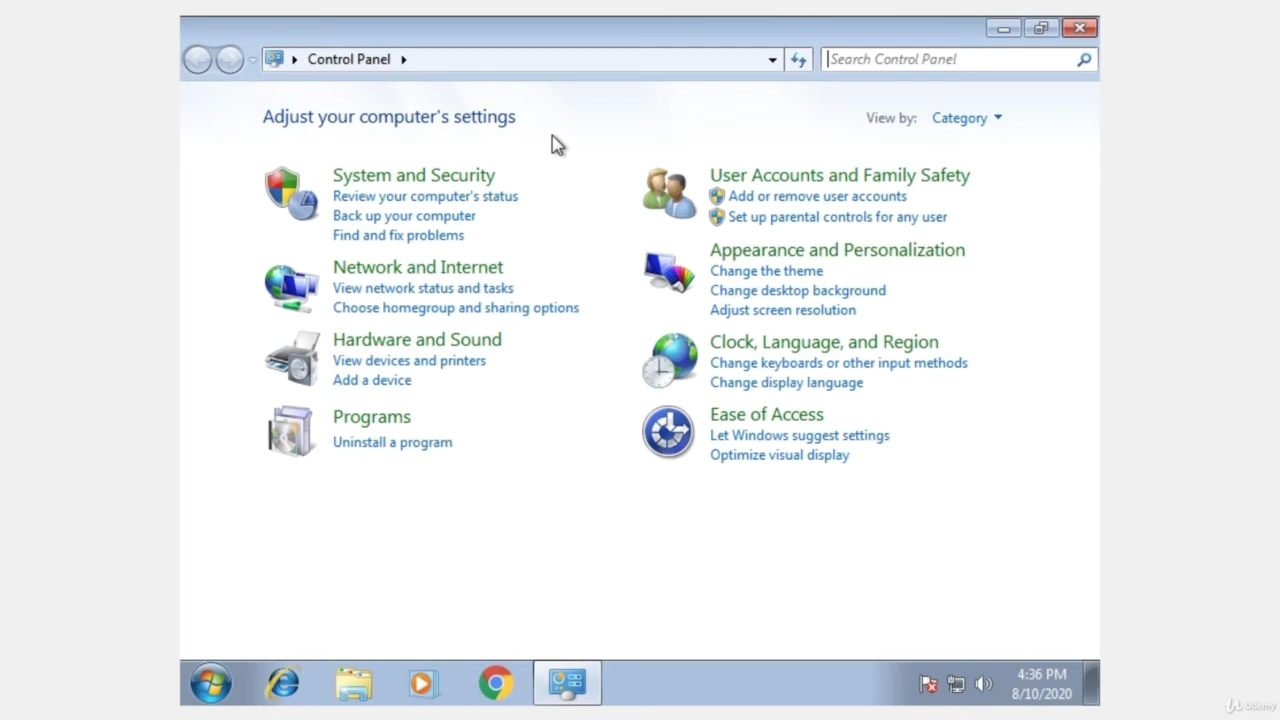 Control Panel
Search Control Panel
Adjust your computer's settings
View by: Category
System and Security
Review your computer's status
Back up your computer
Find and fix problems
Network and Internet
View network status and tasks
Choose homegroup and sharing options
Hardware and Sound
View devices and printers
Add a device
Programs
Uninstall a program
User Accounts and Family Safety
Add or remove user accounts
Set up parental controls for any user
Appearance and Personalization
Change the theme
Change desktop background
Adjust screen resolution
Clock, Language, and Region
Change keyboards or other input methods
Change display language
Ease of Access
Let Windows suggest settings
Optimize visual display
4:36 PM
8/10/2020
Udemy